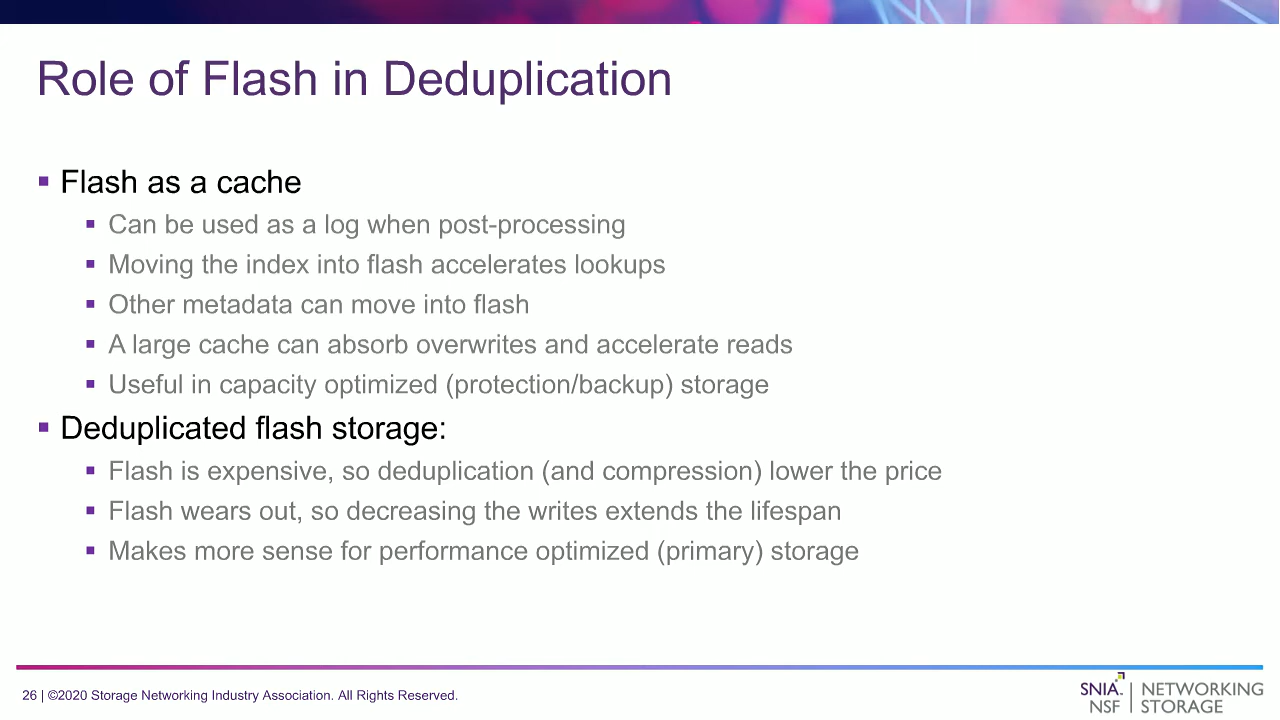 Role of Flash in Deduplication
▪ Flash as a cache
▪ Can be used as a log when post-processing
▪ Moving the index into flash accelerates lookups
▪ Other metadata can move into flash
▪ A large cache can absorb overwrites and accelerate reads
▪ Useful in capacity optimized (protection/backup) storage
▪ Deduplicated flash storage:
▪ Flash is expensive, so deduplication (and compression) lower the price
▪ Flash wears out, so decreasing the writes extends the lifespan
▪ Makes more sense for performance optimized (primary) storage
26 | ©2020 Storage Networking Industry Association. All Rights Reserved.
SNIA. | NETWORKING
NSF | STORAGE